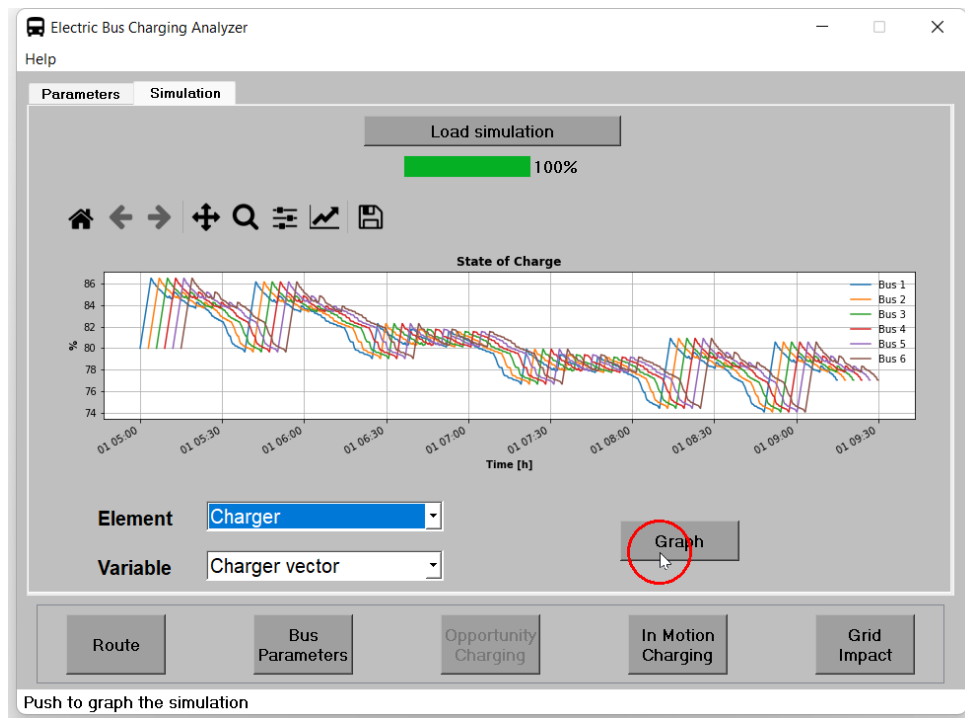 Electric Bus Charging Analyzer
Help
Parameters Simulation
Load simulation
100%
State of Charge
86
84
82
80
78
76
74
%
Bus 1
Bus 2
Bus 3
Bus 4
Bus 5
Bus 6
01 05:00 01 05:30 01 06:00 01 06:30 01 07:00 01 07:30 01 08:00 01 08:30 01 09:00 01 09:30
Time [h]
Element Charger
Graph
Variable Charger vector
Route
Bus
Parameters
Opportunity
Charging
In Motion
Charging
Grid
Impact
Push to graph the simulation